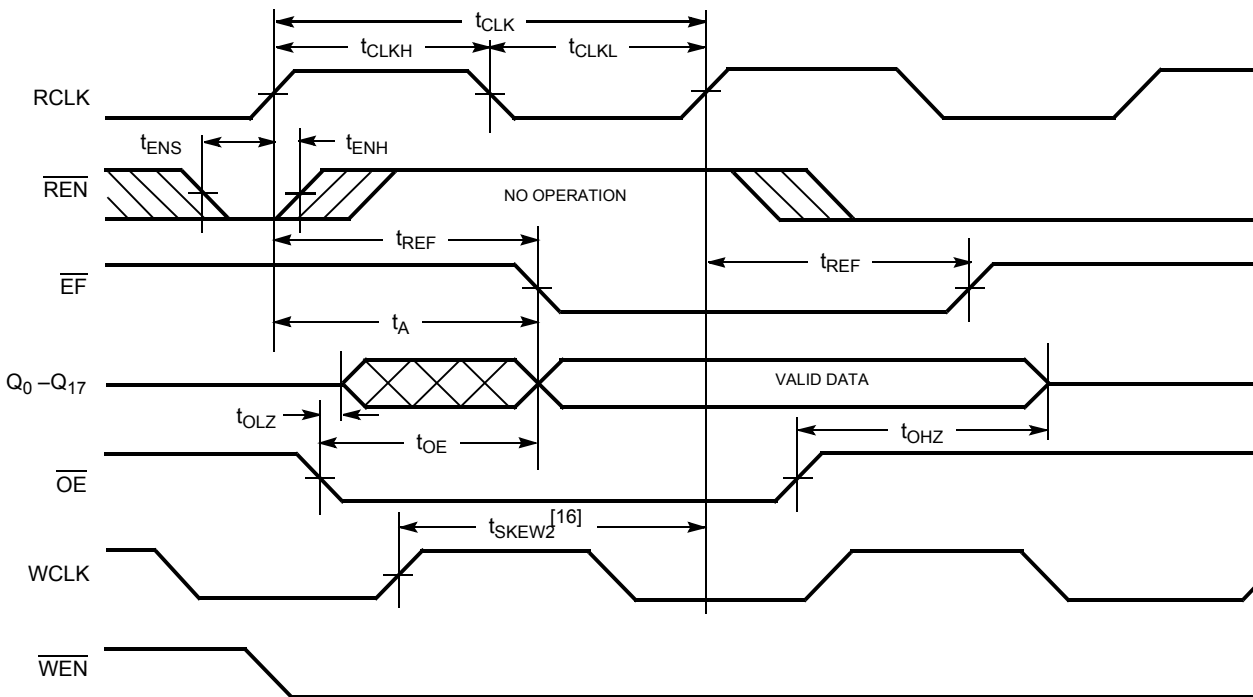 tCLK
tCLKH tCLKL
RCLK
tENS tENH
REN
NO OPERATION
tREF
tREF
EF
tA
Q0 –Q17
VALID DATA
tOLZ
tOE
tOHZ
OE
tSKEW2[16]
WCLK
WEN